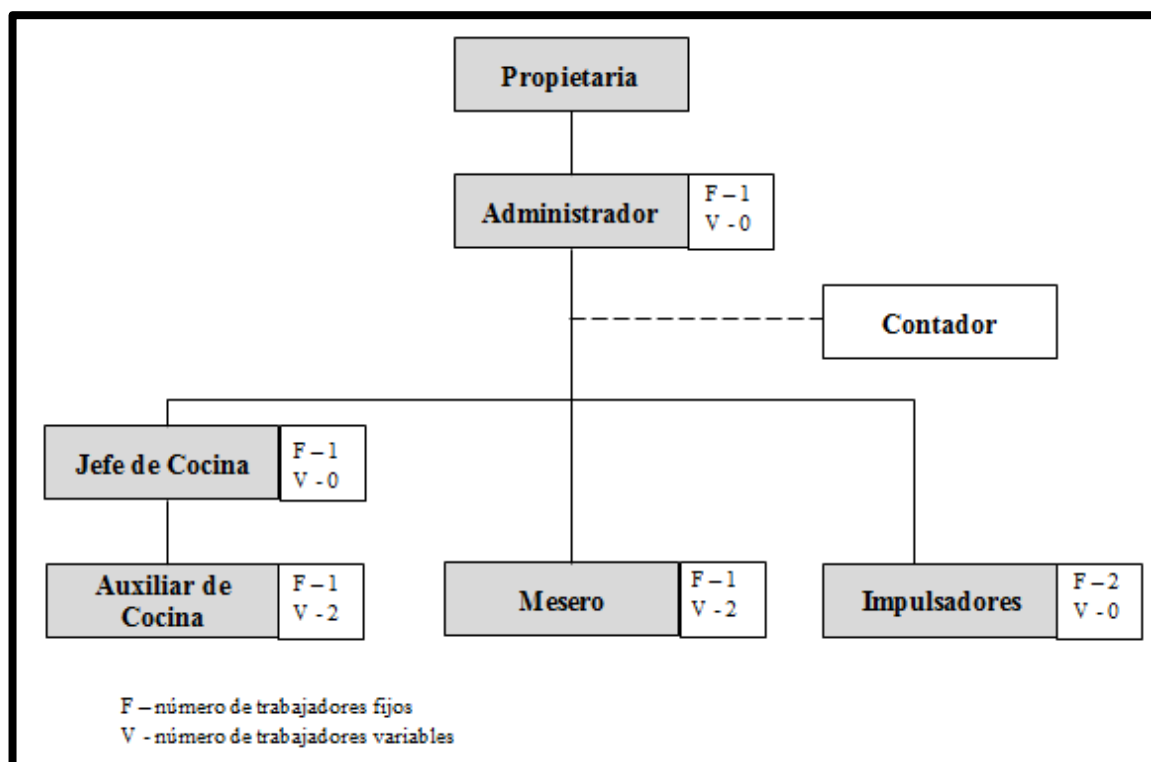 Propietaria
Administrador
F – 1
V - 0
Contador
Jefe de Cocina
F – 1
V - 0
Auxiliar de
Cocina
F – 1
V - 2
Mesero
F – 1
V - 2
Impulsadores
F – 2
V - 0
F – número de trabajadores fijos
V - número de trabajadores variables